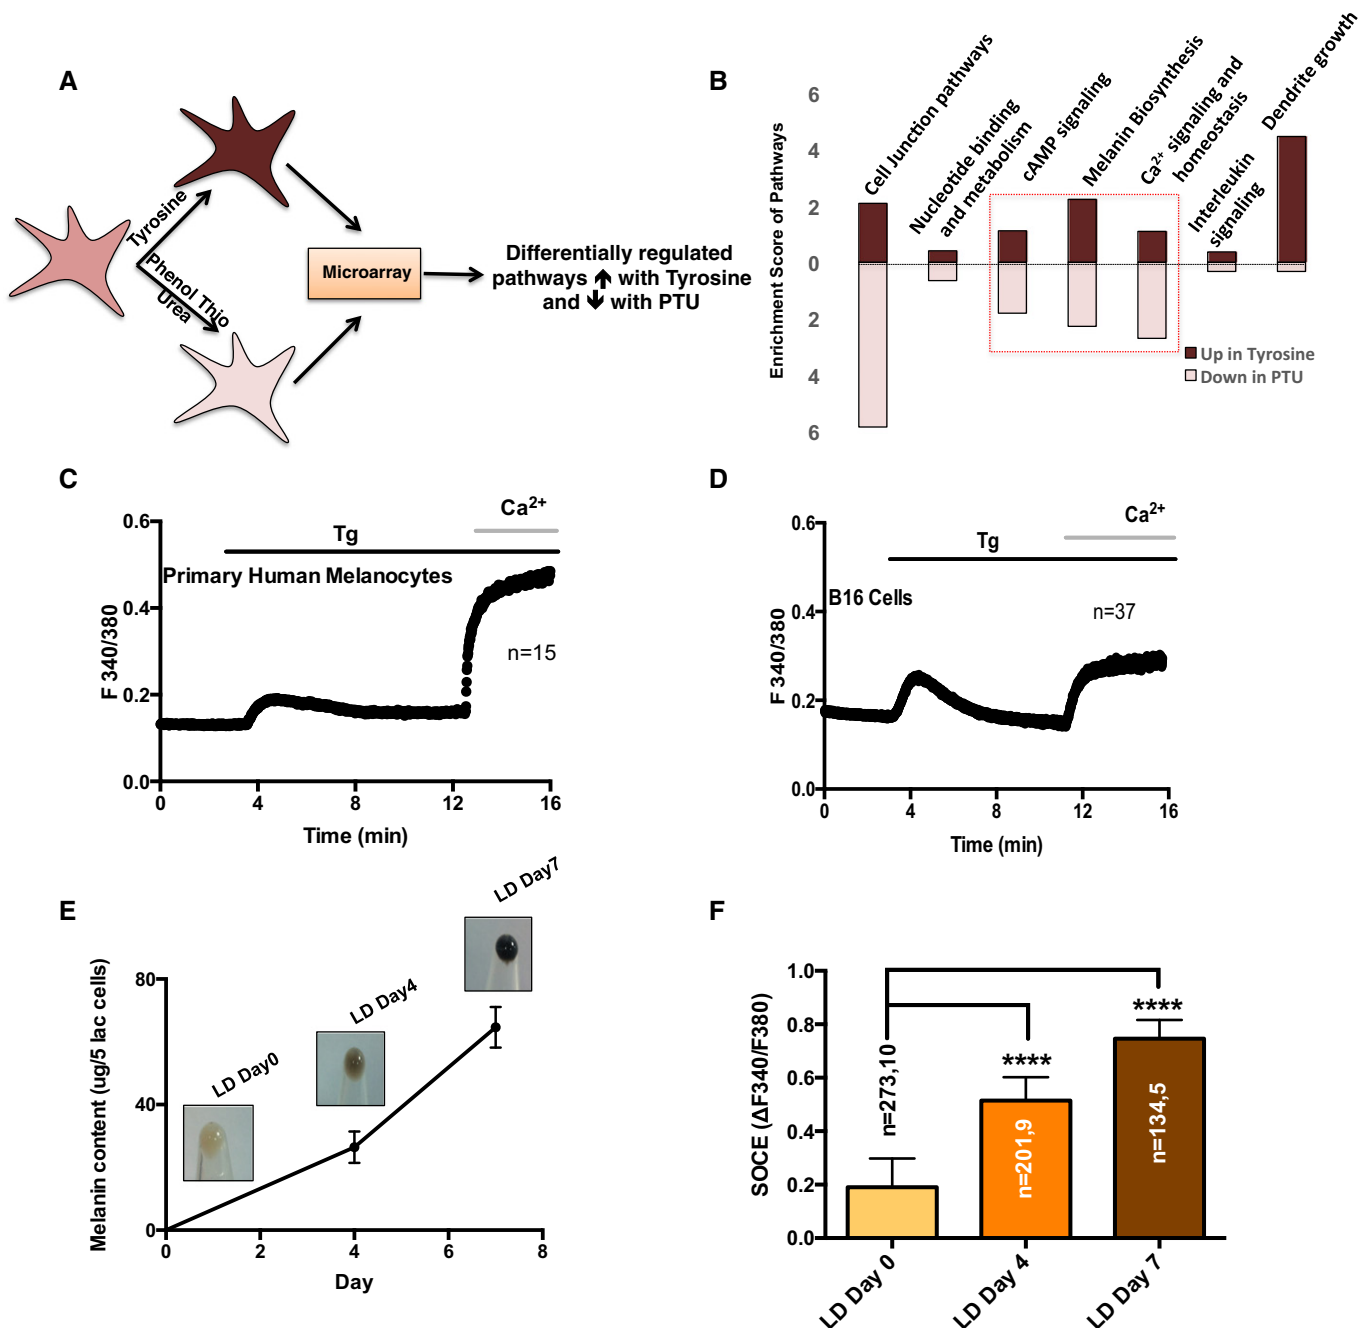 A
Tyrosine
Phenol Thio
Urea
Microarray
Differentially regulated
pathways ↑ with Tyrosine
and ↓ with PTU
B
Enrichment Score of Pathways
6
4
2
0
2
4
6
Cell Junction pathways
Nucleotide binding
and metabolism
cAMP signaling
Melanin Biosynthesis
Ca²⁺ signaling and
homeostasis
Interleukin
signaling
Dendrite growth
Up in Tyrosine
Down in PTU
C
Ca²⁺
Tg
Primary Human Melanocytes
n=15
F 340/380
0.6
0.4
0.2
0.0
0
4
8
12
16
Time (min)
D
Ca²⁺
Tg
B16 Cells
n=37
F 340/380
0.6
0.4
0.2
0.0
0
4
8
12
16
Time (min)
E
Melanin content (ug/5 lac cells)
80
40
0
LD Day0
LD Day4
LD Day7
0
2
4
6
8
Day
F
SOCE (ΔF340/F380)
1.0
0.8
0.6
0.4
0.2
0.0
n=273,10
****
n=201,9
****
n=134,5
LD Day 0
LD Day 4
LD Day 7